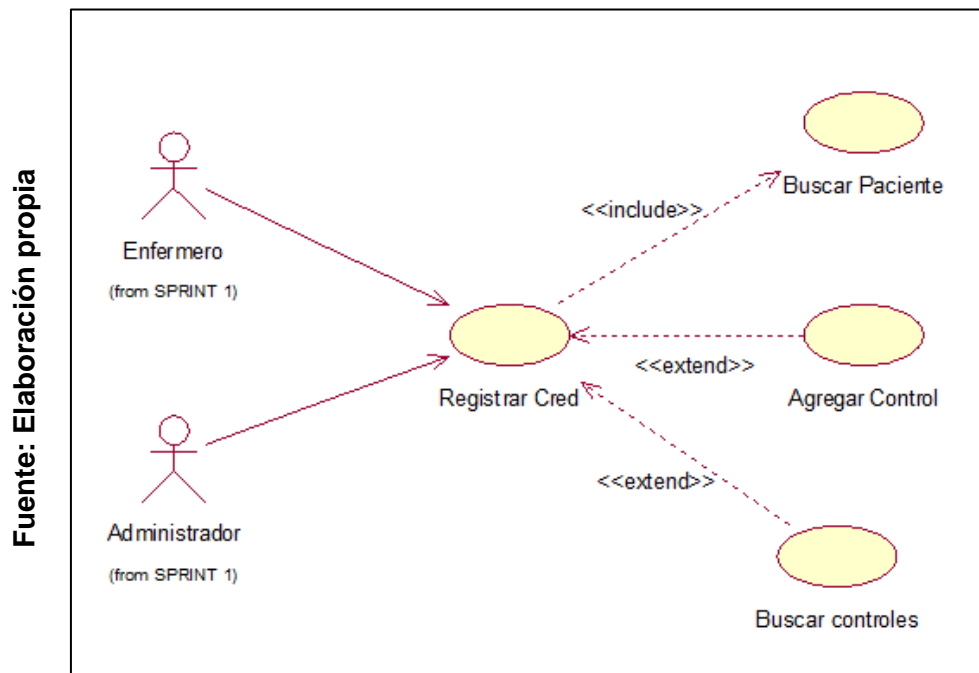 Fuente: Elaboración propia
Buscar Paciente
<<include>>
Enfermero
(from SPRINT 1)
<<extend>>
Registrar Cred
Agregar Control
<<extend>>
Administrador
(from SPRINT 1)
Buscar controles